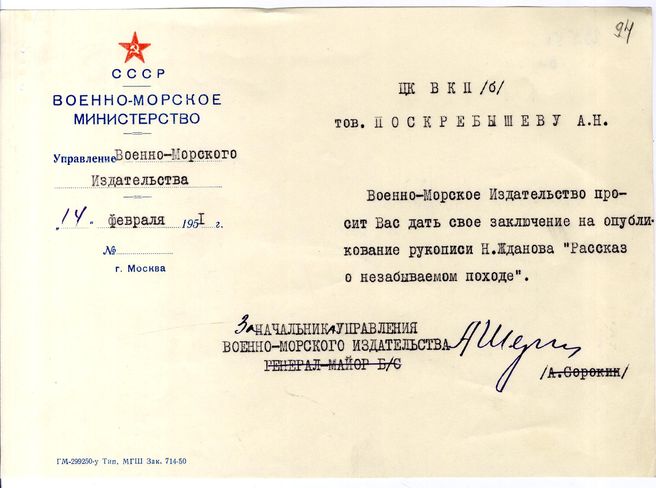 94
СССР
ВОЕННО-МОРСКОЕ
МИНИСТЕРСТВО
Управление Военно-Морского
Издательства
"14" февраля 1951 г.
№
г. Москва
ЦК ВКП/б/
тов. ПОСКРЕБЫШЕВУ А.Н.
Военно-Морское Издательство про-
сит Вас дать свое заключение на опубли-
кование рукописи Н.Жданова "Рассказ
о незабываемом походе".
За НАЧАЛЬНИКА УПРАВЛЕНИЯ
ВОЕННО-МОРСКОГО ИЗДАТЕЛЬСТВА
ГЕНЕРАЛ-МАЙОР Б/С
/А.Сорокин/
ГМ-299250-у Тип. МГШ Зак. 714-50